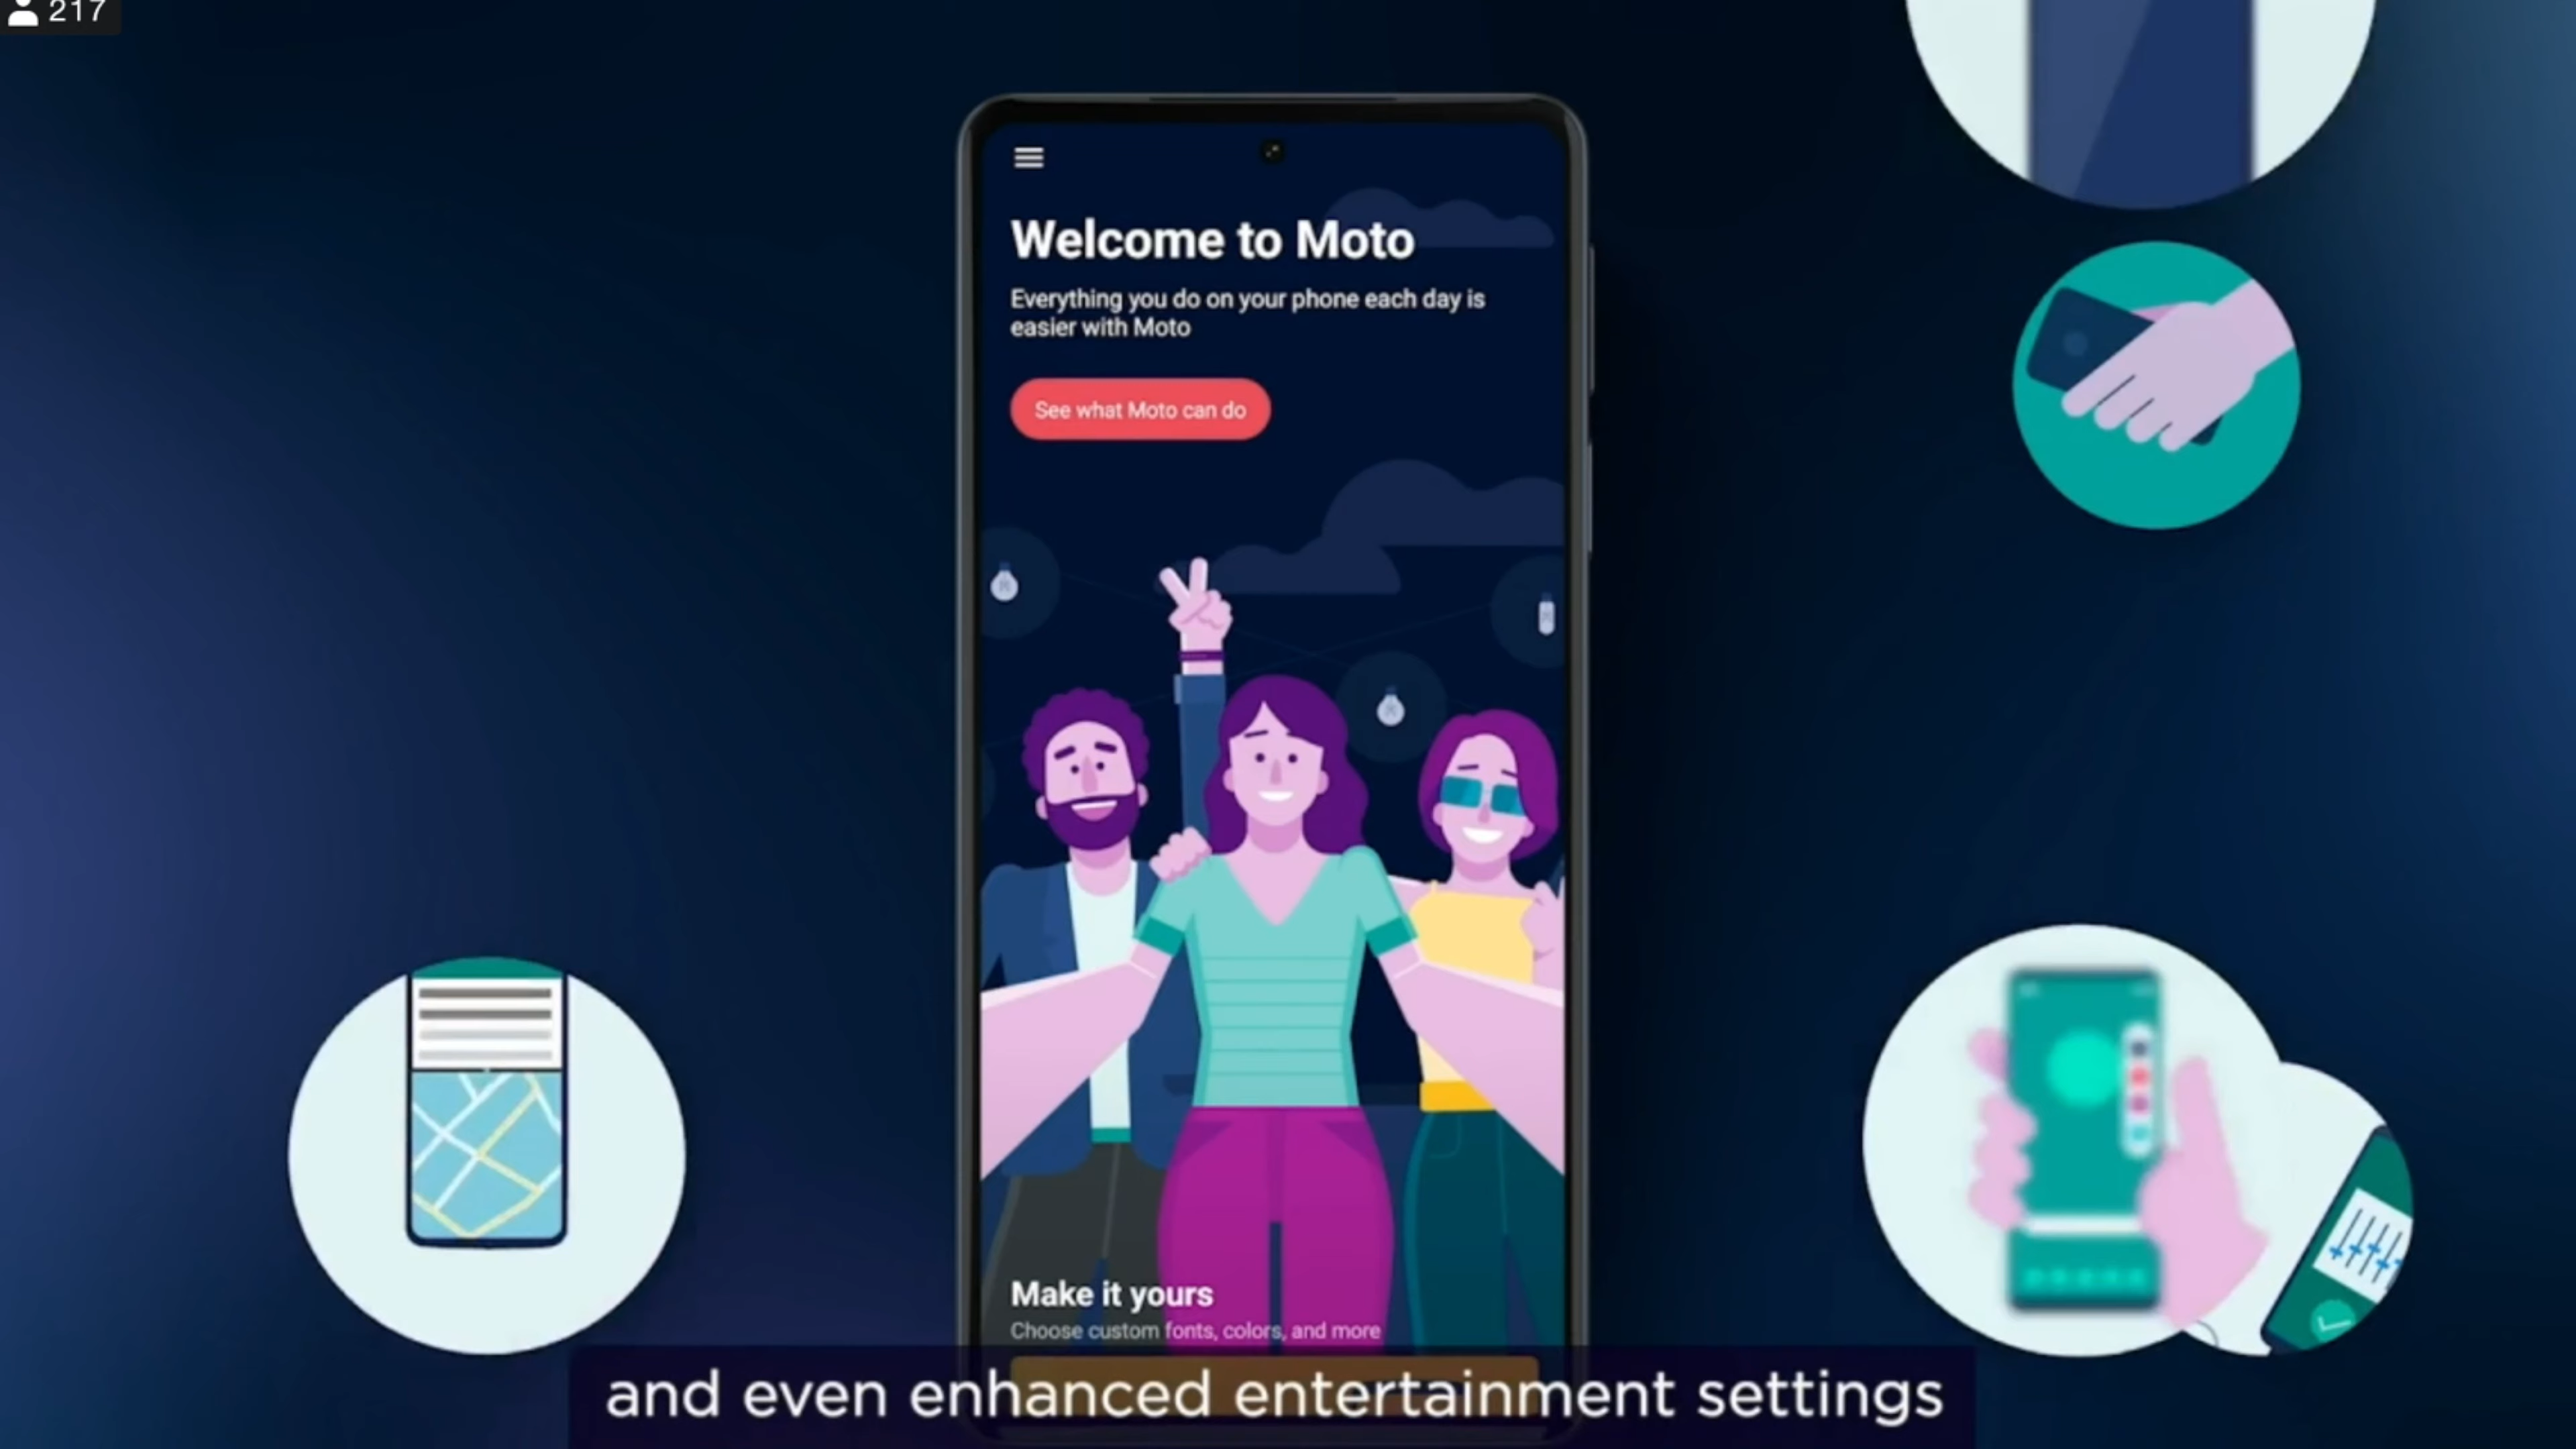 217
Welcome to Moto
Everything you do on your phone each day is
easier with Moto
See what Moto can do
Make it yours
Choose custom fonts, colors, and more
and even enhanced entertainment settings